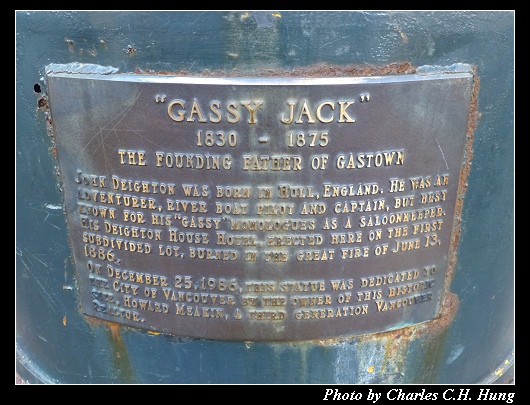 "GASSY JACK"
1830 - 1875
THE FOUNDING FATHER OF GASTOWN
JOHN DEIGHTON WAS BORN IN HULL, ENGLAND. HE WAS AN
ADVENTURER, RIVER BOAT PILOT AND CAPTAIN, BUT BEST
KNOWN FOR HIS "GASSY" MONOLOGUES AS A SALOONKEEPER.
HIS DEIGHTON HOUSE HOTEL, ERECTED HERE ON THE FIRST
SUBDIVIDED LOT, BURNED IN THE GREAT FIRE OF JUNE 13,
1886.
ON DECEMBER 25, 1986, THIS STATUE WAS DEDICATED TO
THE CITY OF VANCOUVER BY THE OWNER OF THIS HISTORIC
HOWARD MEAKIN, A THIRD GENERATION VANCOUVER
REALTOR.
Photo by Charles C.H. Hung